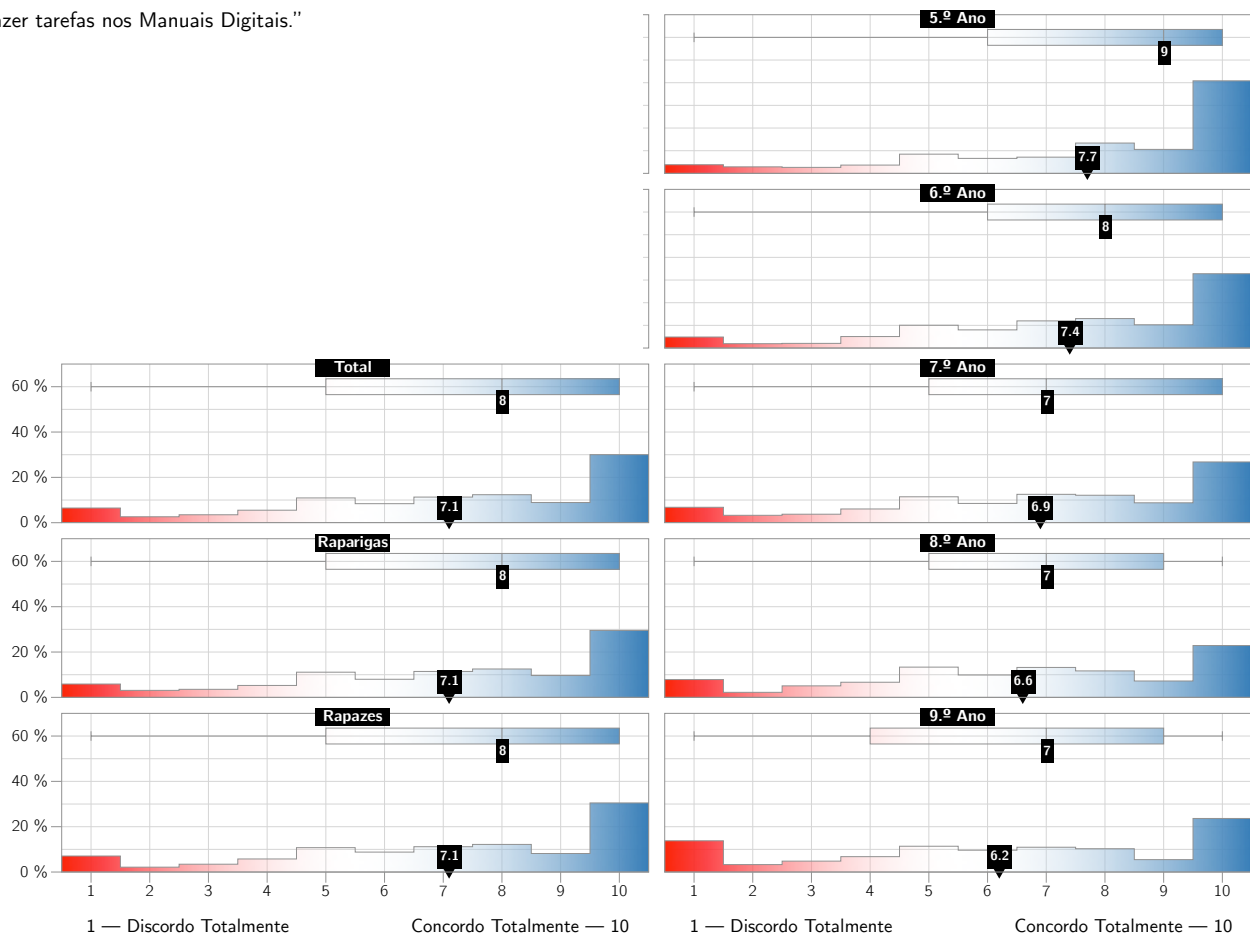 tarefas nos Manuais Digitais.”
5.º Ano
9
7.7
6.º Ano
8
7.4
Total
60 %
8
40 %
20 %
7.1
0 %
7.º Ano
7
6.9
Raparigas
60 %
8
40 %
20 %
7.1
0 %
8.º Ano
7
6.6
Rapazes
60 %
8
40 %
20 %
7.1
0 %
1 2 3 4 5 6 7 8 9 10
1 — Discordo Totalmente Concordo Totalmente — 10
9.º Ano
7
6.2
1 2 3 4 5 6 7 8 9 10
1 — Discordo Totalmente Concordo Totalmente — 10